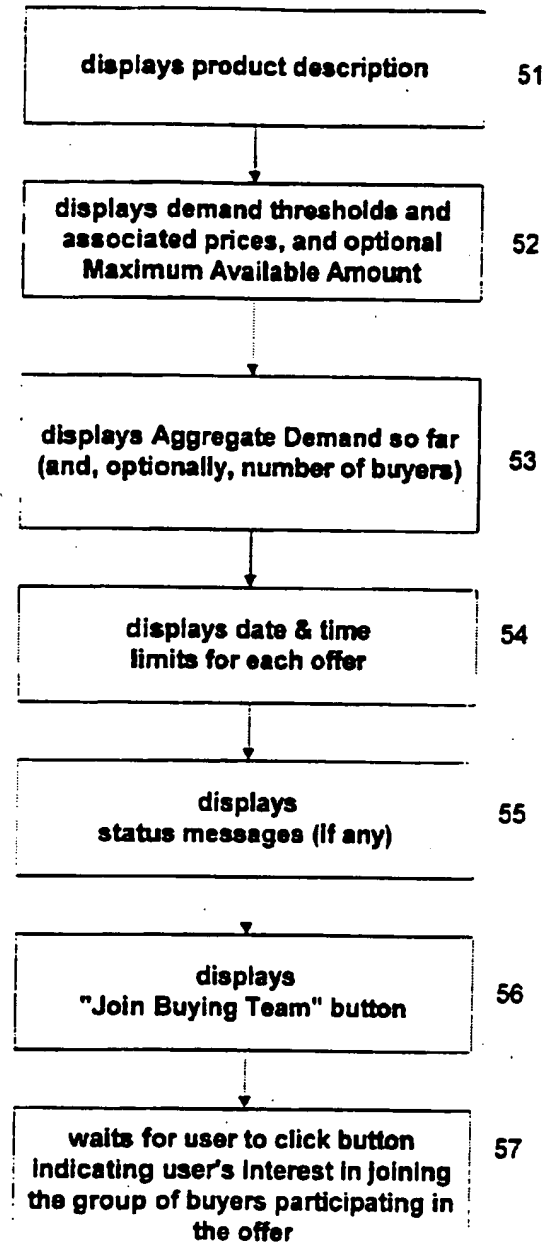 displays product description
51
displays demand thresholds and
associated prices, and optional
Maximum Available Amount
52
displays Aggregate Demand so far
(and, optionally, number of buyers)
53
displays date & time
limits for each offer
54
displays
status messages (if any)
55
displays
"Join Buying Team" button
56
waits for user to click button
indicating user's interest in joining
the group of buyers participating in
the offer
57